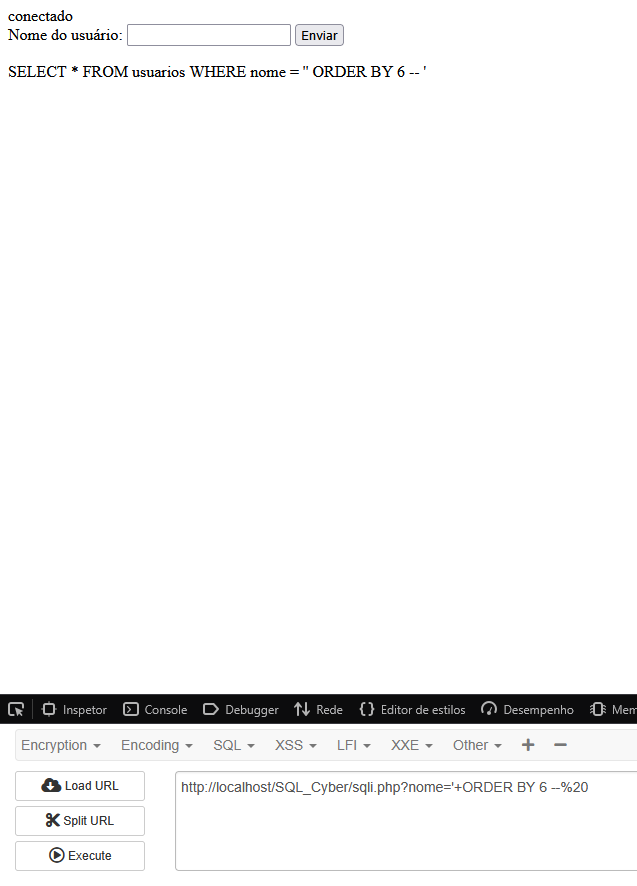 conectado
Nome do usuário: Enviar
SELECT * FROM usuarios WHERE nome = '' ORDER BY 6 -- '
Inspetor Console Debugger Rede Editor de estilos Desempenho Mem
Encryption Encoding SQL XSS LFI XXE Other
Load URL
http://localhost/SQL_Cyber/sqli.php?nome='+ORDER BY 6 --%20
Split URL
Execute